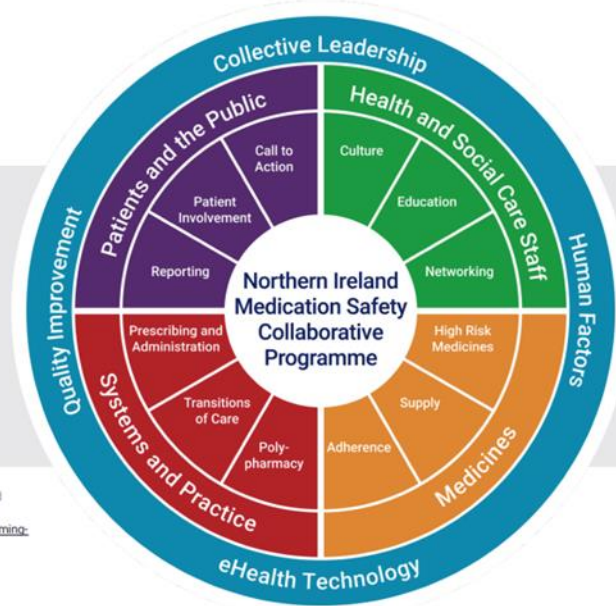 Collective Leadership
Patients and the Public
Health and Social Care Staff
Call to
Action
Culture
Patient
Involvement
Education
Reporting
Networking
Quality Improvement
Human Factors
Northern Ireland
Medication Safety
Collaborative
Programme
Prescribing and
Administration
High Risk
Medicines
Transitions
of Care
Supply
Poly-
pharmacy
Adherence
Systems and Practice
Medicines
ming-
eHealth Technology